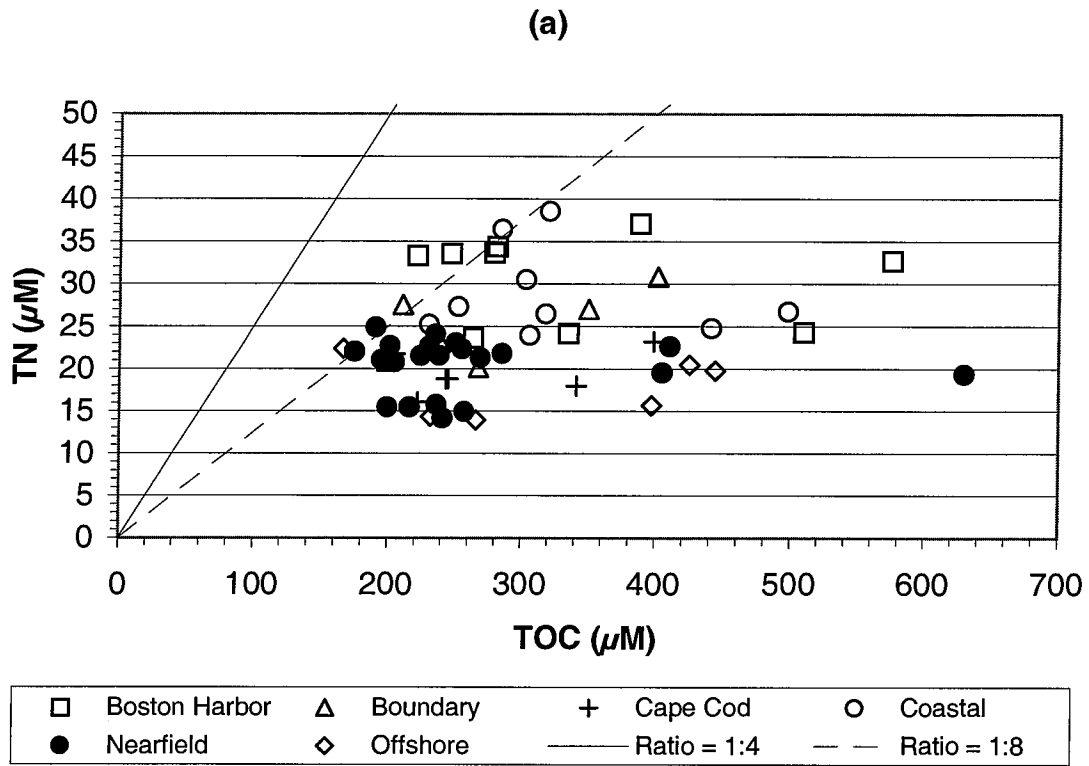 (a)
50
45
40
35
30
25
20
15
10
5
0
TN (µM)
0 100 200 300 400 500 600 700
TOC (µM)
Boston Harbor Boundary Cape Cod Coastal
Nearfield Offshore Ratio = 1:4 Ratio = 1:8